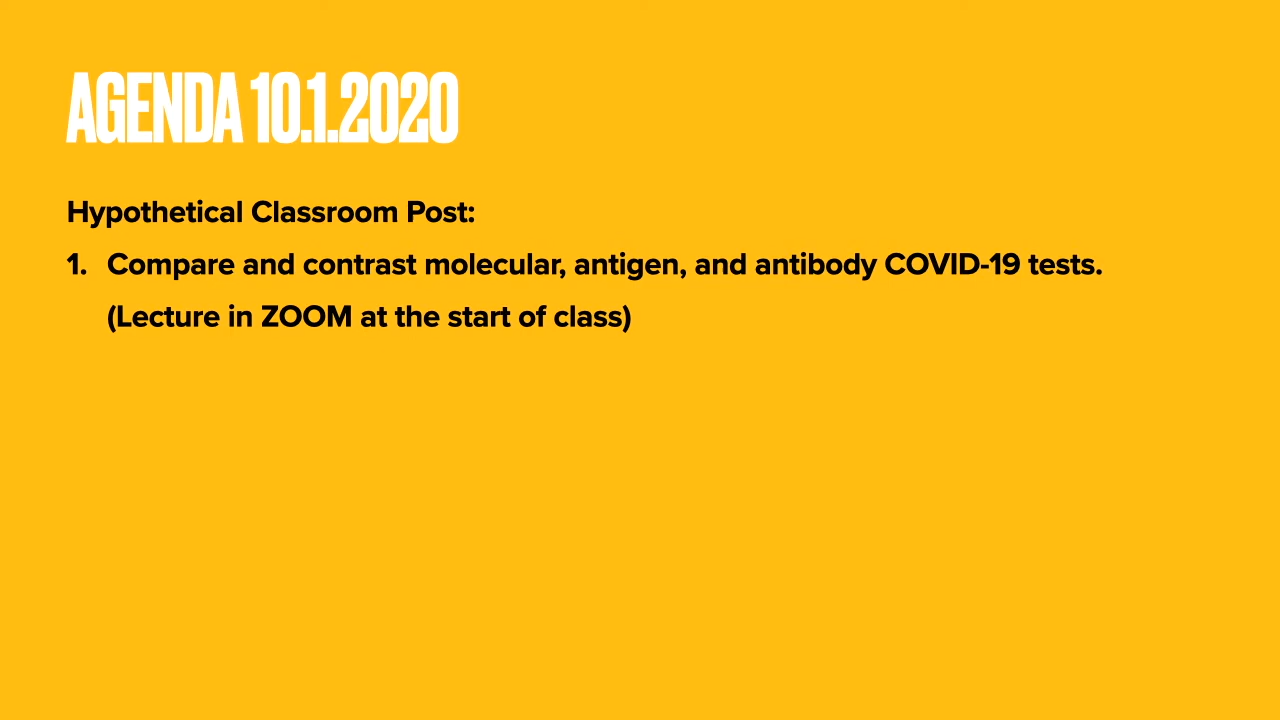 AGENDA 10.1.2020
Hypothetical Classroom Post:
1. Compare and contrast molecular, antigen, and antibody COVID-19 tests.
(Lecture in ZOOM at the start of class)